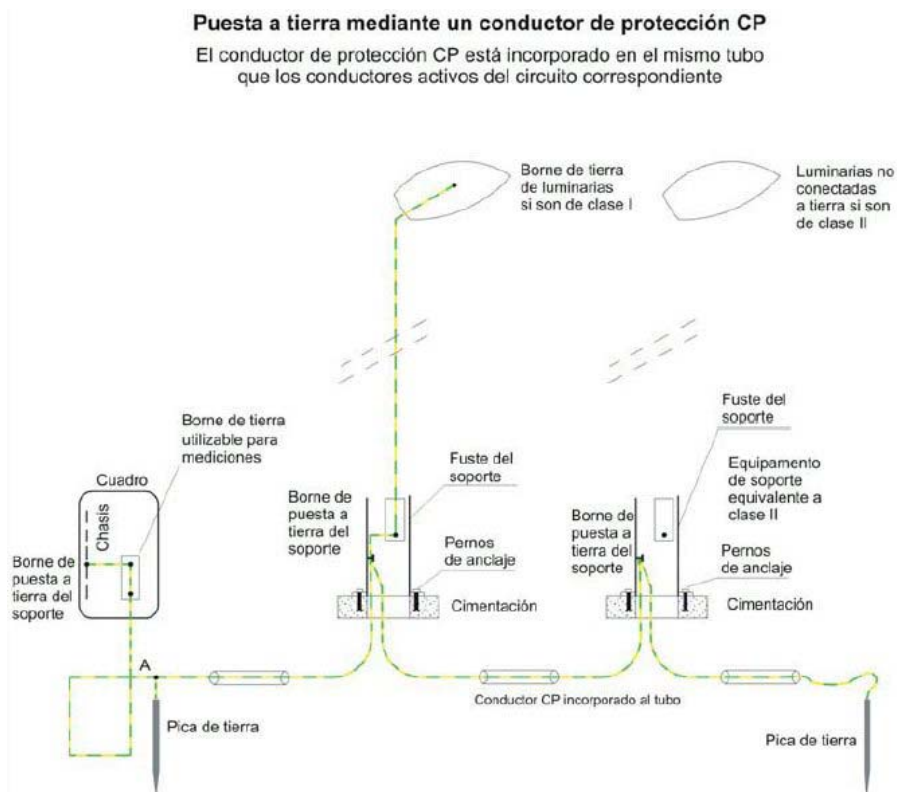 Puesta a tierra mediante un conductor de protección CP
El conductor de protección CP está incorporado en el mismo tubo
que los conductores activos del circuito correspondiente
Borne de tierra
de luminarias
si son de clase I
Luminarias no
conectadas
a tierra si son
de clase II
Borne de tierra
utilizable para
mediciones
Cuadro
Chasis
Borne de
puesta a
tierra del
soporte
Borne de
puesta a
tierra del
soporte
Fuste del
soporte
Pernos
de anclaje
Cimentación
Borne de
puesta a
tierra del
soporte
Fuste del
soporte
Equipamento
de soporte
equivalente a
clase II
Pernos
de anclaje
Cimentación
A
Conductor CP incorporado al tubo
Pica de tierra
Pica de tierra